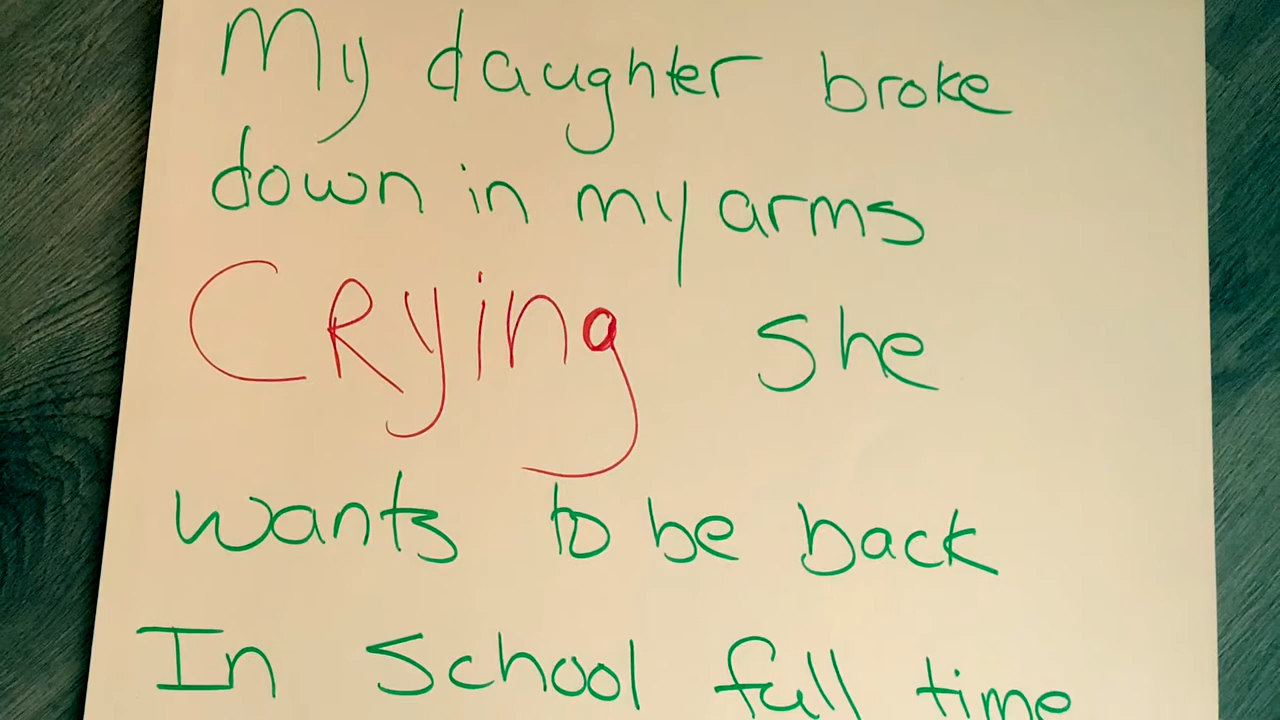 My daughter broke
down in my arms
CRying she
wants to be back
In School full time